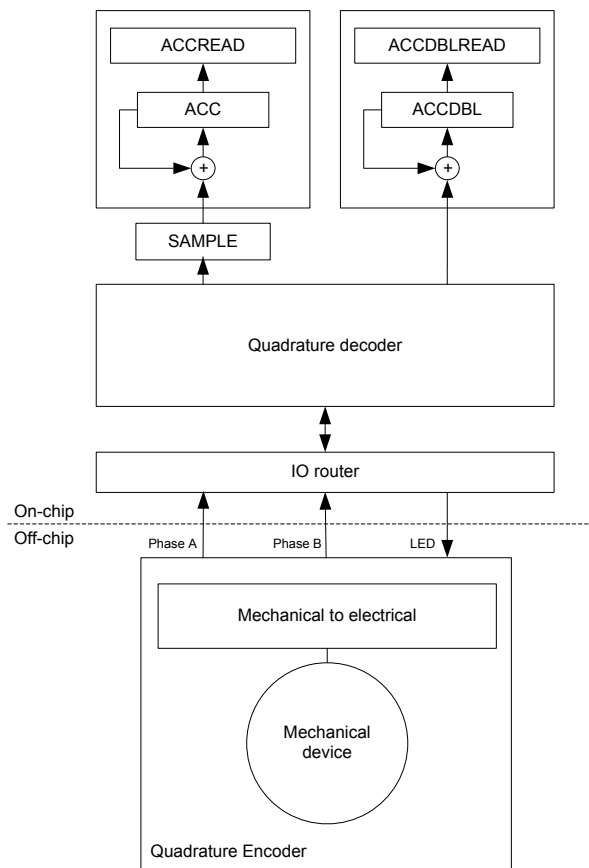 ACCREAD
ACCDBLREAD
ACC
ACCDBL
+
+
SAMPLE
Quadrature decoder
IO router
On-chip
Off-chip
Phase A
Phase B
LED
Mechanical to electrical
Mechanical
device
Quadrature Encoder